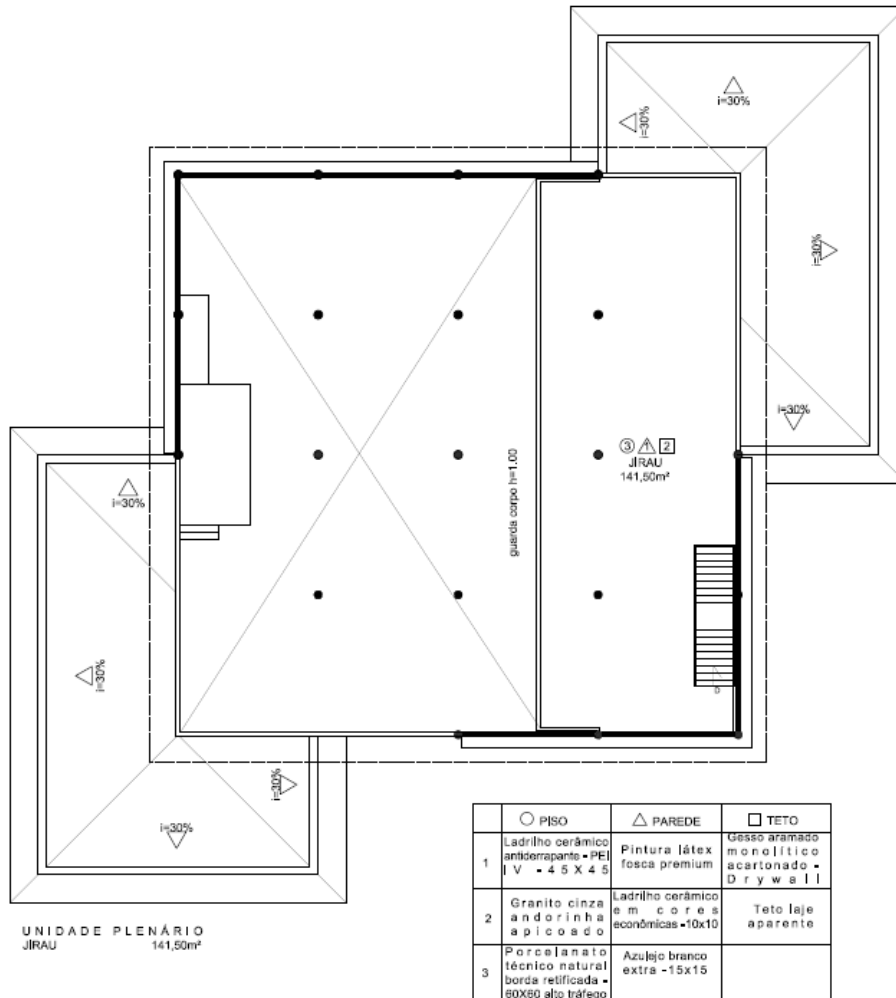 i=30%
i=30%
i=30%
i=30%
guarda corpo h=1.00
3 1 2
JIRAU
141,50m²
i=30%
i=30%
i=30%
i=30%
D
PISO PAREDE TETO
1
Ladrilho cerâmico
antiderrapante - PEI
IV - 45X45
Pintura látex
fosca premium
Gesso aramado
monolítico
acartonado -
Drywall
2
Granito cinza
andorinha
apicoado
Ladrilho cerâmico
em cores
econômicas -10x10
Teto laje
aparente
3
Porcelanato
técnico natural
borda retificada -
60X60 alto tráfego
Azulejo branco
extra -15x15
UNIDADE PLENÁRIO
JIRAU 141,50m²